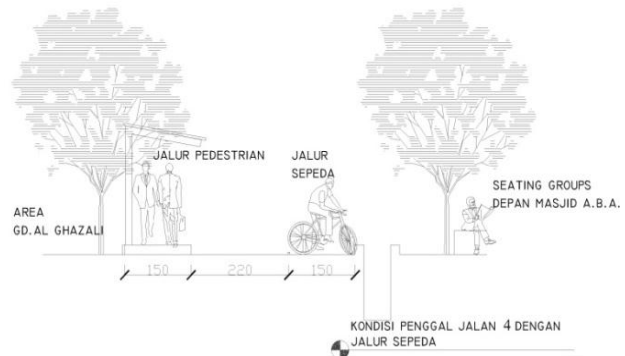 JALUR PEDESTRIAN
JALUR
SEPEDA
AREA
GD.AL GHAZALI
SEATING GROUPS
DEPAN MASJID A.B.A.
150
220
150
KONDISI PENGGAL JALAN 4 DENGAN
JALUR SEPEDA